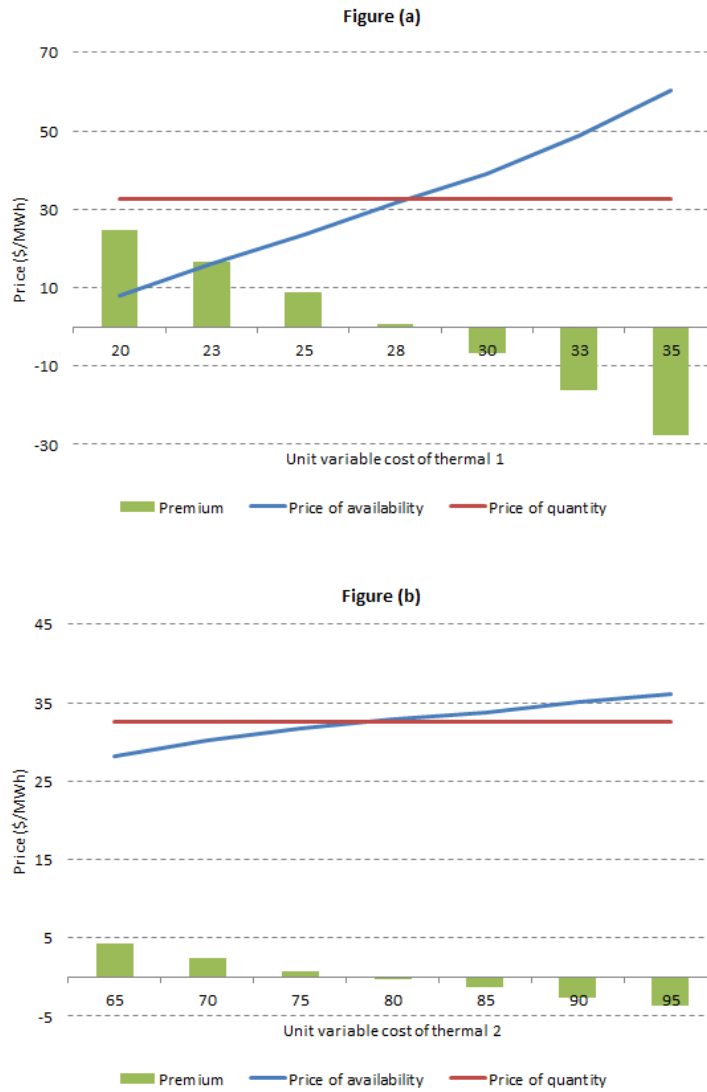 Figure (a)
70
50
30
10
-10
-30
Price ($/MWh)
20 23 25 28 30 33 35
Unit variable cost of thermal 1
Premium Price of availability Price of quantity
Figure (b)
45
35
25
15
5
-5
Price ($/MWh)
65 70 75 80 85 90 95
Unit variable cost of thermal 2
Premium Price of availability Price of quantity